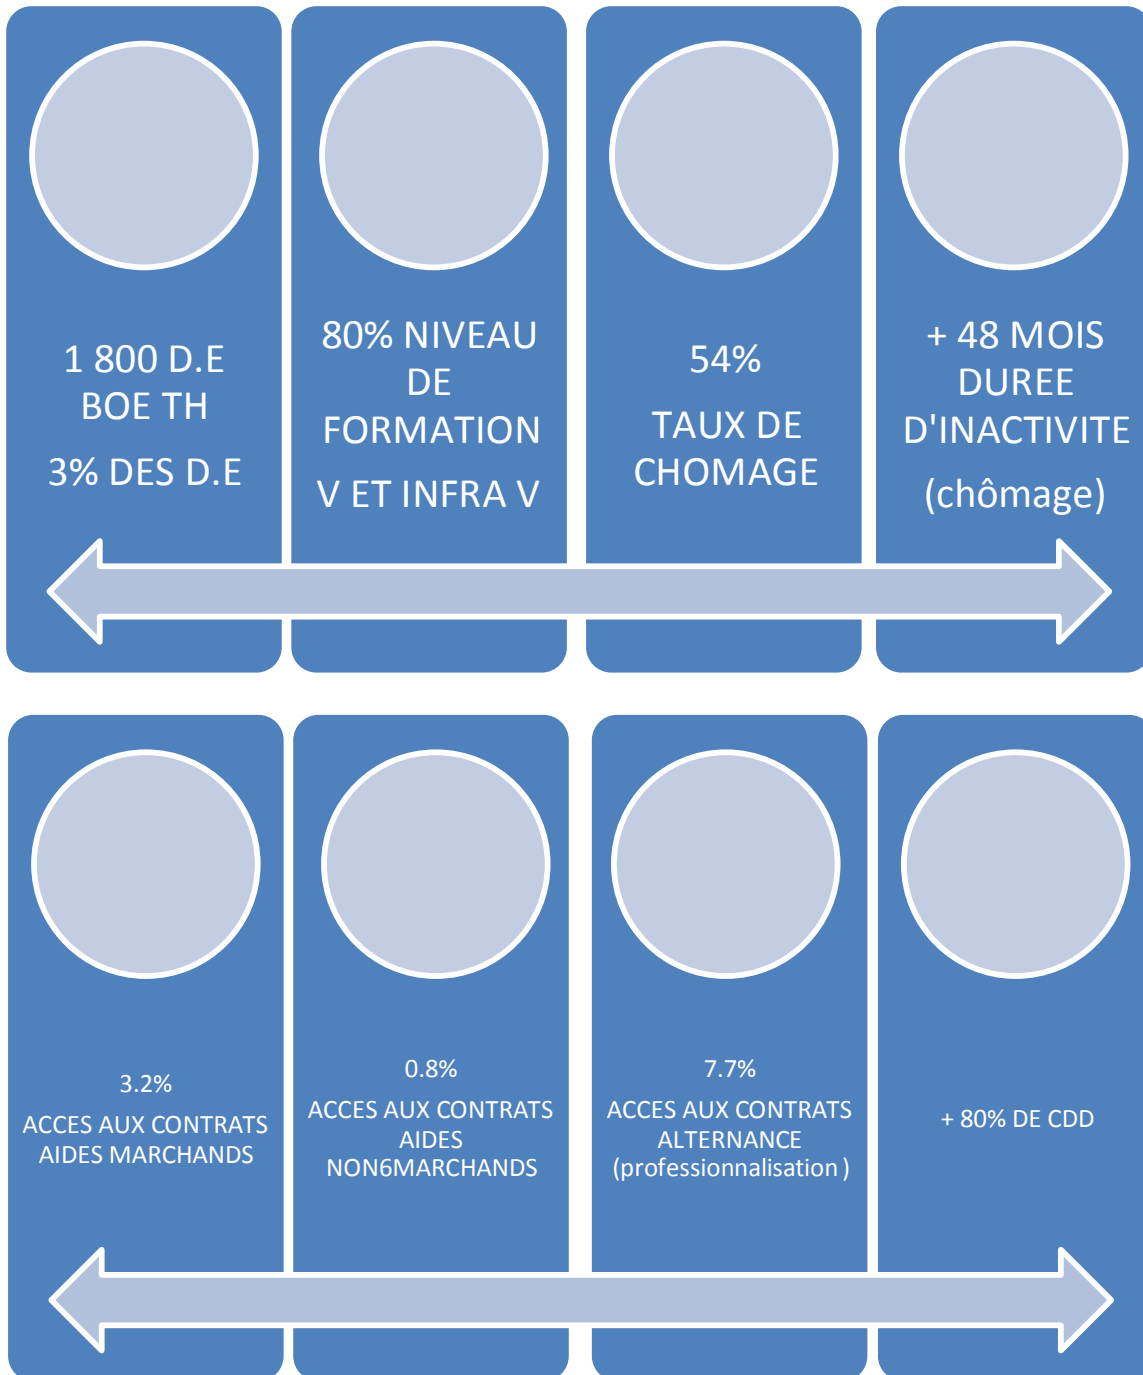 1 800 D.E
BOE TH
3% DES D.E
80% NIVEAU
DE
FORMATION
V ET INFRA V
54%
TAUX DE
CHOMAGE
+ 48 MOIS
DUREE
D'INACTIVITE
(chômage)
3.2%
ACCES AUX CONTRATS
AIDES MARCHANDS
0.8%
ACCES AUX CONTRATS
AIDES
NON6MARCHANDS
7.7%
ACCES AUX CONTRATS
ALTERNANCE
(professionnalisation )
+ 80% DE CDD